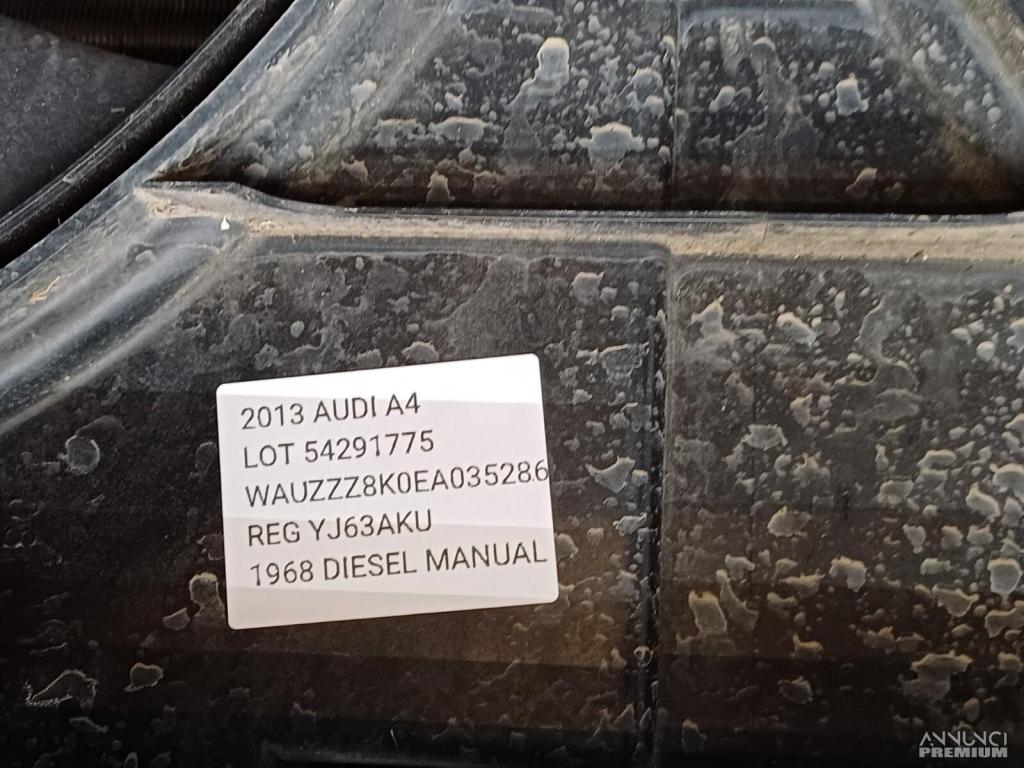 2013 AUDI A4
LOT 54291775
WAUZZZ8K0EA035286
REG YJ63AKU
1968 DIESEL MANUAL
ANNUNCI
PREMIUM